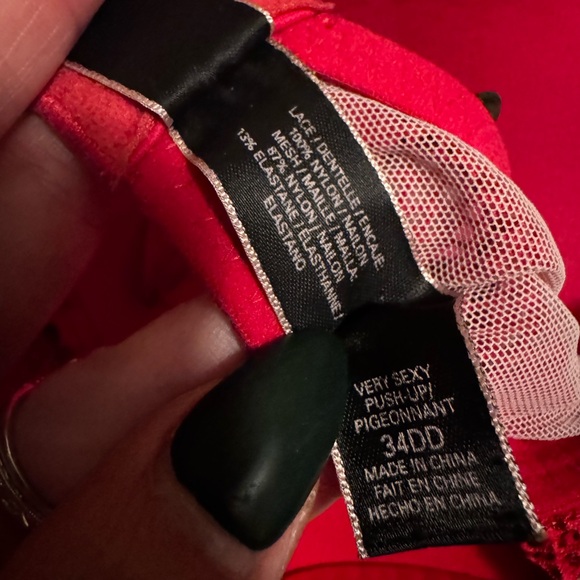 LACE / DENTELLE / ENCAJE:
100% NYLON / NAILON
MESH / MAILLE / MALLA:
87% NYLON / NAILON,
13% ELASTANE / ÉLASTHANNE /
ELASTANO
VERY SEXY
PUSH-UP/
PIGEONNANT
34DD
MADE IN CHINA
FAIT EN CHINE
HECHO EN CHINA